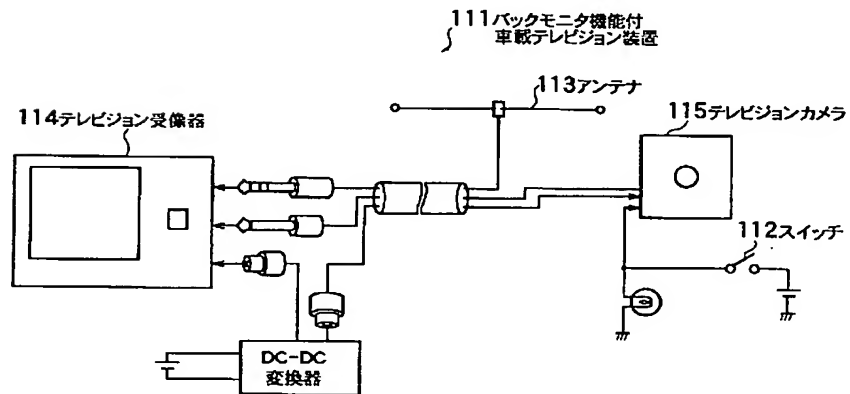 111バックモニタ機能付
車載テレビジョン装置
113アンテナ
114テレビジョン受像器
115テレビジョンカメラ
112スイッチ
DC-DC
変換器